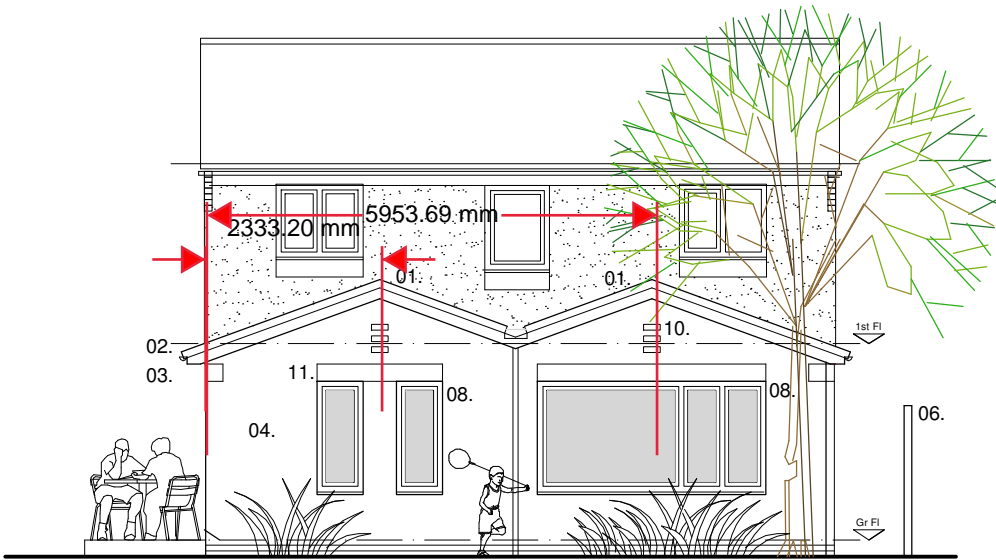 5953.69 mm
2333.20 mm
01.
01.
10.
1st Fl
02.
03.
11.
08.
08.
04.
06.
Gr Fl